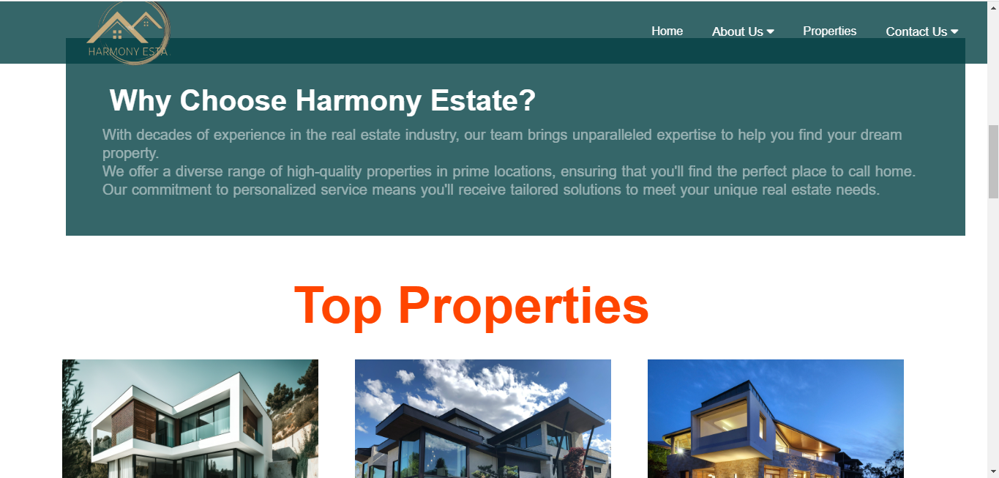 HARMONY ESTA
Home
About Us
Properties
Contact Us
Why Choose Harmony Estate?
With decades of experience in the real estate industry, our team brings unparalleled expertise to help you find your dream
property.
We offer a diverse range of high-quality properties in prime locations, ensuring that you'll find the perfect place to call home.
Our commitment to personalized service means you'll receive tailored solutions to meet your unique real estate needs.
Top Properties